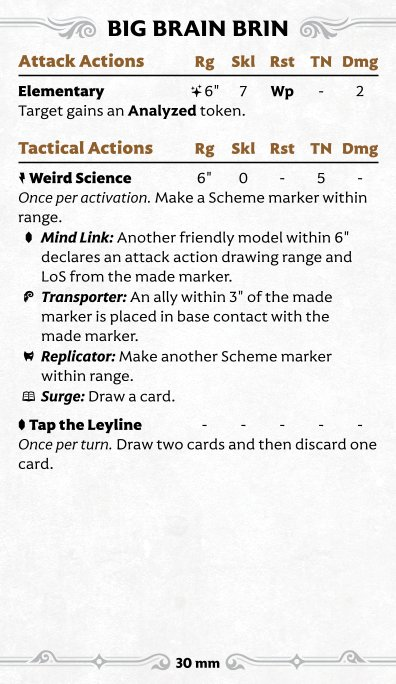 BIG BRAIN BRIN
Attack Actions Rg Skl Rst TN Dmg
Elementary 6" 7 Wp - 2
Target gains an Analyzed token.
Tactical Actions Rg Skl Rst TN Dmg
Weird Science 6" 0 - 5 -
Once per activation. Make a Scheme marker within
range.
Mind Link: Another friendly model within 6"
declares an attack action drawing range and
LoS from the made marker.
Transporter: An ally within 3" of the made
marker is placed in base contact with the
made marker.
Replicator: Make another Scheme marker
within range.
Surge: Draw a card.
Tap the Leyline - - - - -
Once per turn. Draw two cards and then discard one
card.
30 mm